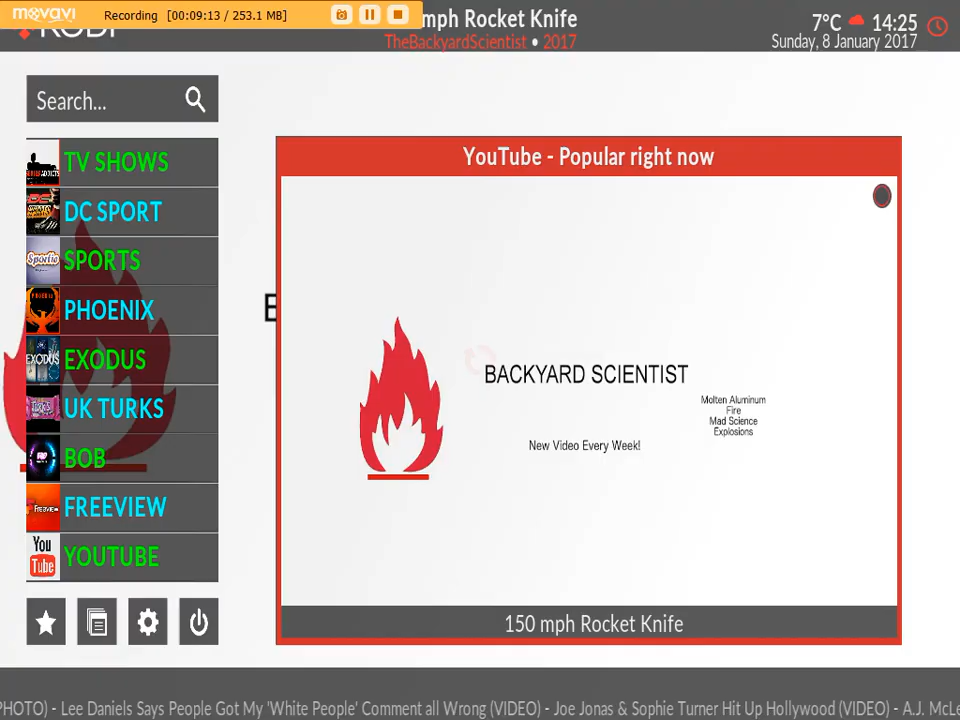 movavi
Recording [00:09:13 / 253.1 MB]
KODI
mph Rocket Knife
TheBackyardScientist • 2017
7°C 14:25
Sunday, 8 January 2017
Search...
TV SHOWS
DC SPORT
SPORTS
PHOENIX
EXODUS
UK TURKS
BOB
FREEVIEW
YOUTUBE
You
Tube
YouTube - Popular right now
BACKYARD SCIENTIST
Molten Aluminum
Fire
Mad Science
Explosions
New Video Every Week!
150 mph Rocket Knife
PHOTO) - Lee Daniels Says People Got My 'White People' Comment all Wrong (VIDEO) - Joe Jonas & Sophie Turner Hit Up Hollywood (VIDEO) - A.J. McLe